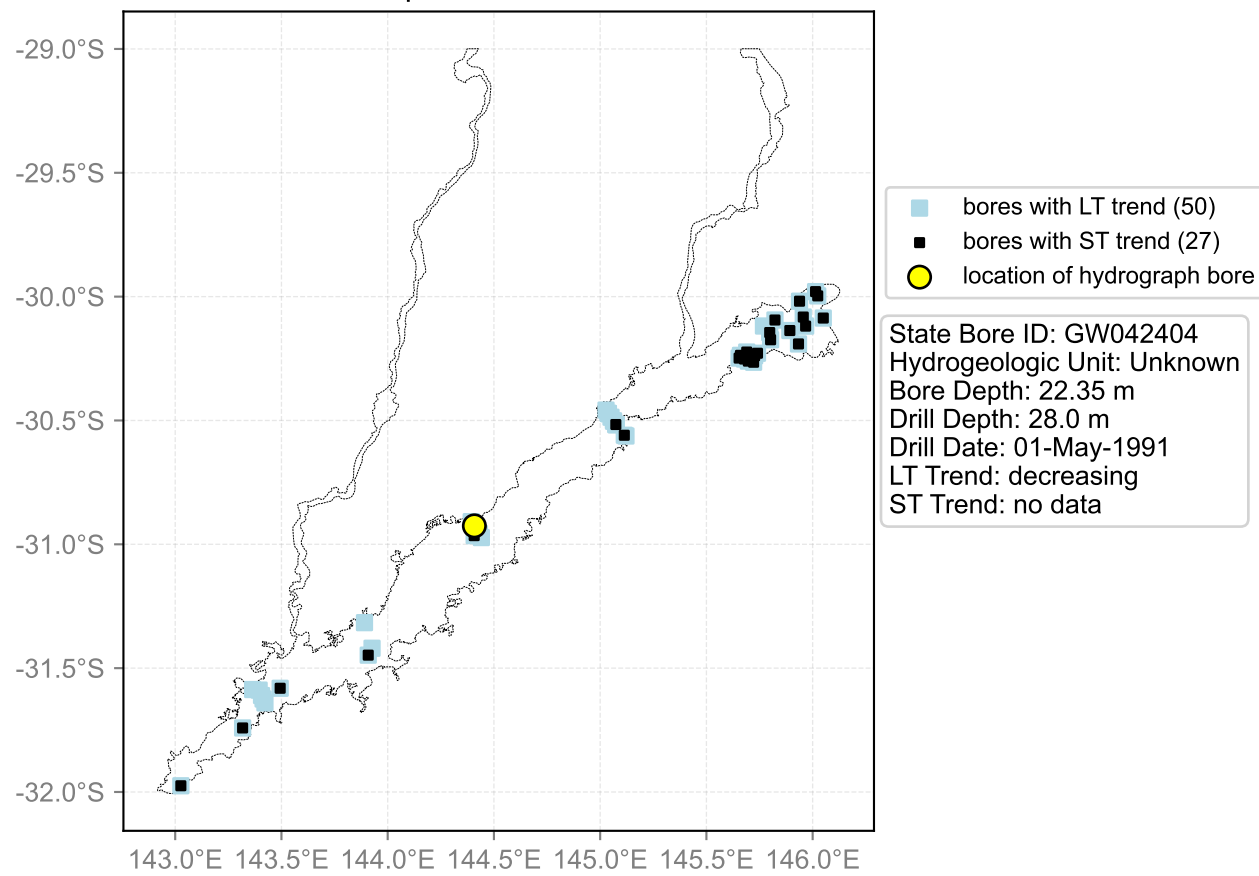 -29.0°S
-29.5°S
-30.0°S
-30.5°S
-31.0°S
-31.5°S
-32.0°S
143.0°E 143.5°E 144.0°E 144.5°E 145.0°E 145.5°E 146.0°E
bores with LT trend (50)
bores with ST trend (27)
location of hydrograph bore
State Bore ID: GW042404
Hydrogeologic Unit: Unknown
Bore Depth: 22.35 m
Drill Depth: 28.0 m
Drill Date: 01-May-1991
LT Trend: decreasing
ST Trend: no data